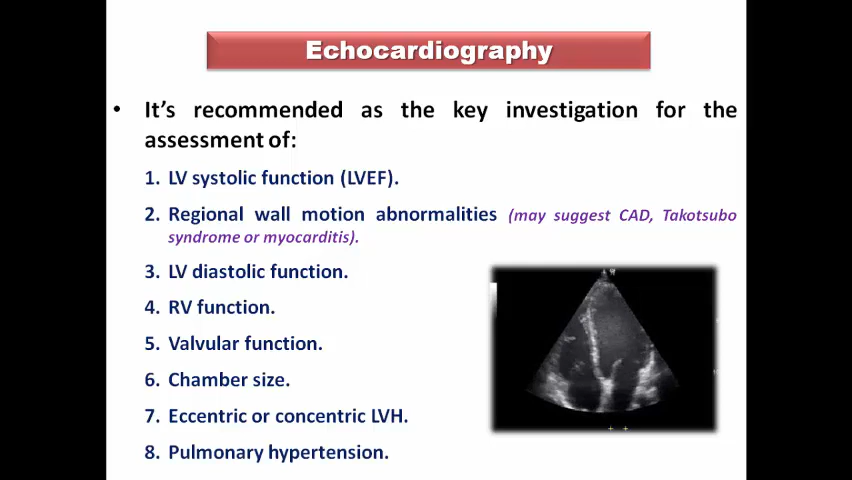 Echocardiography
• It's recommended as the key investigation for the
assessment of:
1. LV systolic function (LVEF).
2. Regional wall motion abnormalities (may suggest CAD, Takotsubo
syndrome or myocarditis).
3. LV diastolic function.
4. RV function.
5. Valvular function.
6. Chamber size.
7. Eccentric or concentric LVH.
8. Pulmonary hypertension.